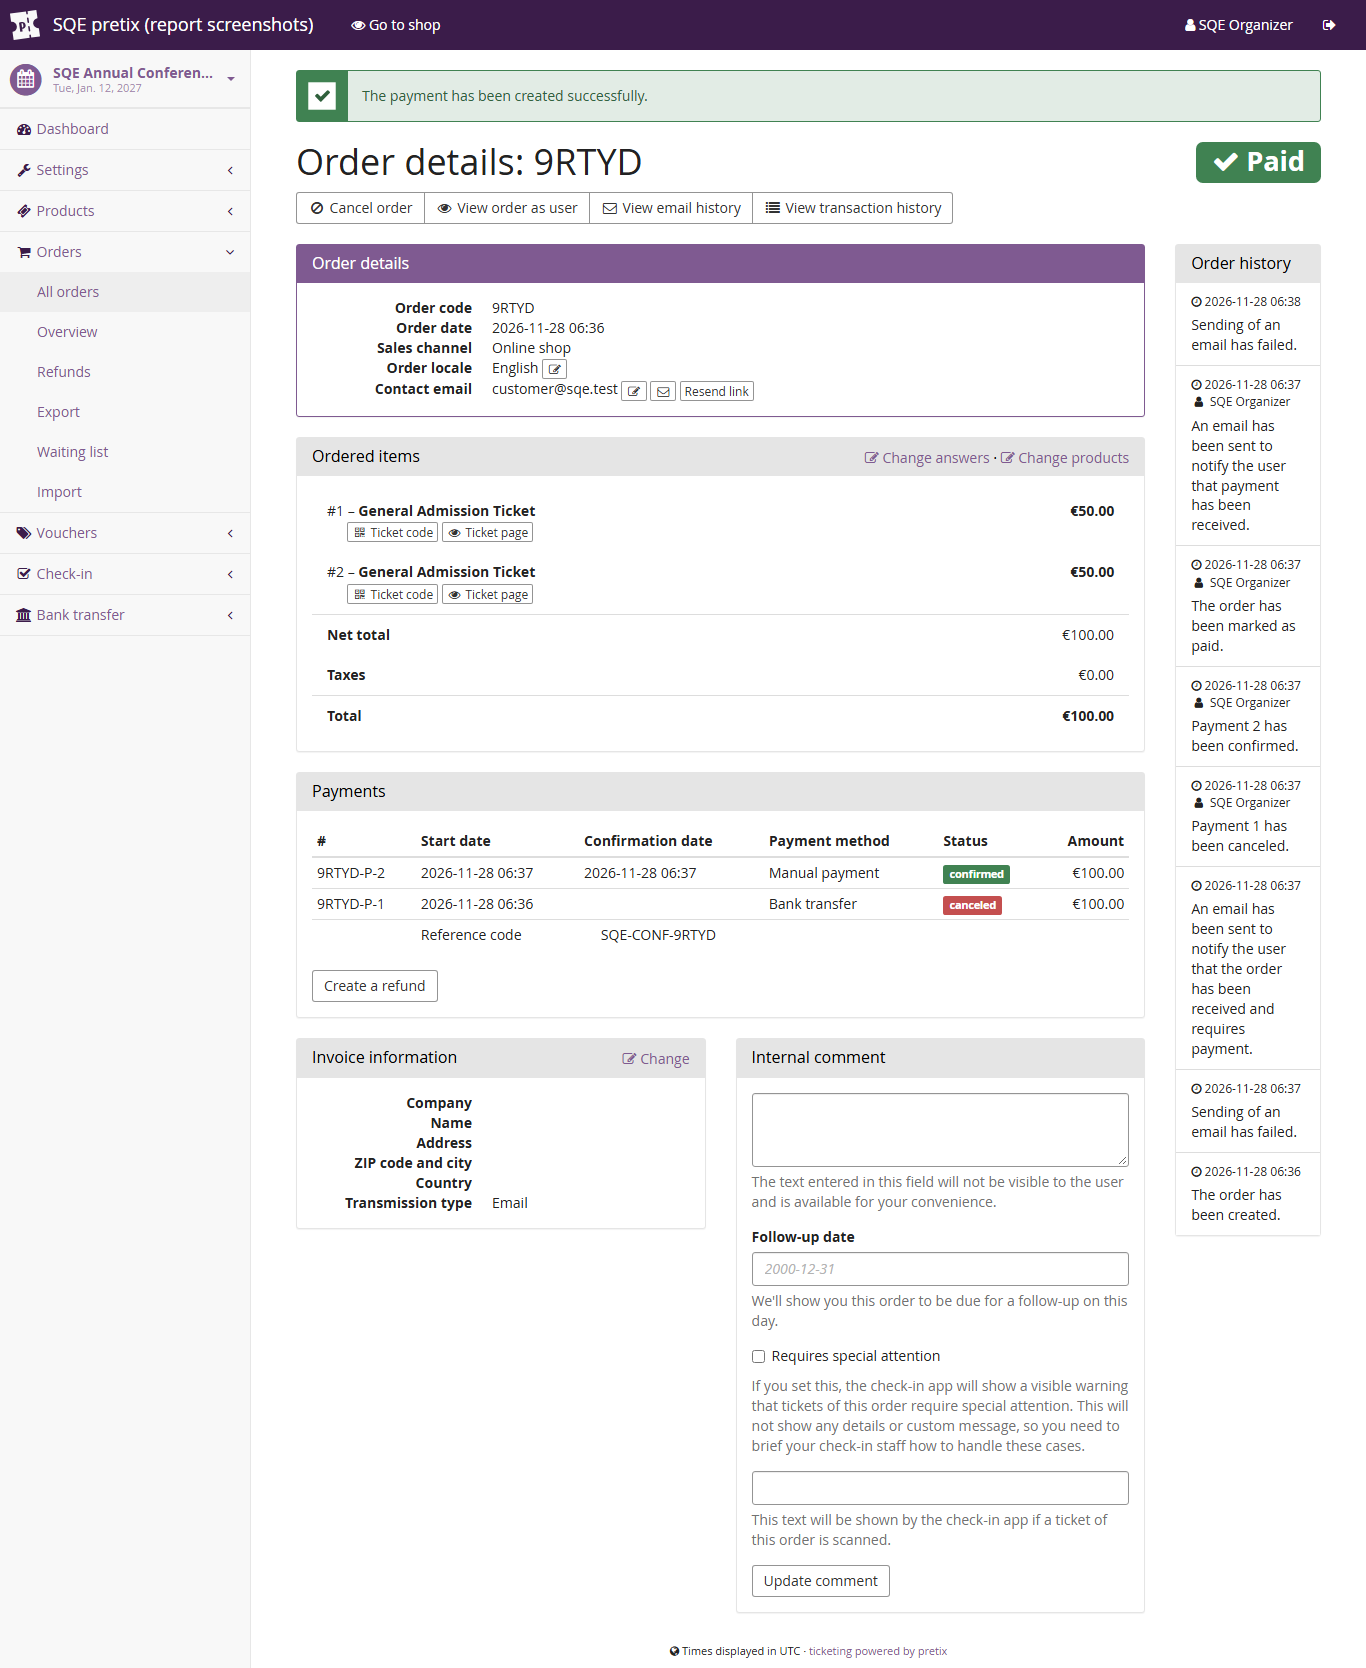 SQE pretix (report screenshots)
Go to shop
SQE Organizer
SQE Annual Conferen...
Tue, Jan. 12, 2027
Dashboard
Settings
Products
Orders
All orders
Overview
Refunds
Export
Waiting list
Import
Vouchers
Check-in
Bank transfer
The payment has been created successfully.
Order details: 9RTYD
Paid
Cancel order
View order as user
View email history
View transaction history
Order details
Order code 9RTYD
Order date 2026-11-28 06:36
Sales channel Online shop
Order locale English
Contact email customer@sqe.test Resend link
Ordered items
Change answers · Change products
#1 – General Admission Ticket €50.00
Ticket code Ticket page
#2 – General Admission Ticket €50.00
Ticket code Ticket page
Net total €100.00
Taxes €0.00
Total €100.00
Payments
# Start date Confirmation date Payment method Status Amount
9RTYD-P-2 2026-11-28 06:37 2026-11-28 06:37 Manual payment confirmed €100.00
9RTYD-P-1 2026-11-28 06:36 Bank transfer canceled €100.00
Reference code SQE-CONF-9RTYD
Create a refund
Invoice information
Change
Company
Name
Address
ZIP code and city
Country
Transmission type Email
Internal comment
The text entered in this field will not be visible to the user
and is available for your convenience.
Follow-up date
2000-12-31
We'll show you this order to be due for a follow-up on this
day.
Requires special attention
If you set this, the check-in app will show a visible warning
that tickets of this order require special attention. This will
not show any details or custom message, so you need to
brief your check-in staff how to handle these cases.
This text will be shown by the check-in app if a ticket of
this order is scanned.
Update comment
Order history
2026-11-28 06:38
Sending of an
email has failed.
2026-11-28 06:37
SQE Organizer
An email has
been sent to
notify the user
that payment
has been
received.
2026-11-28 06:37
SQE Organizer
The order has
been marked as
paid.
2026-11-28 06:37
SQE Organizer
Payment 2 has
been confirmed.
2026-11-28 06:37
SQE Organizer
Payment 1 has
been canceled.
2026-11-28 06:37
An email has
been sent to
notify the user
that the order
has been
received and
requires
payment.
2026-11-28 06:37
Sending of an
email has failed.
2026-11-28 06:36
The order has
been created.
Times displayed in UTC · ticketing powered by pretix